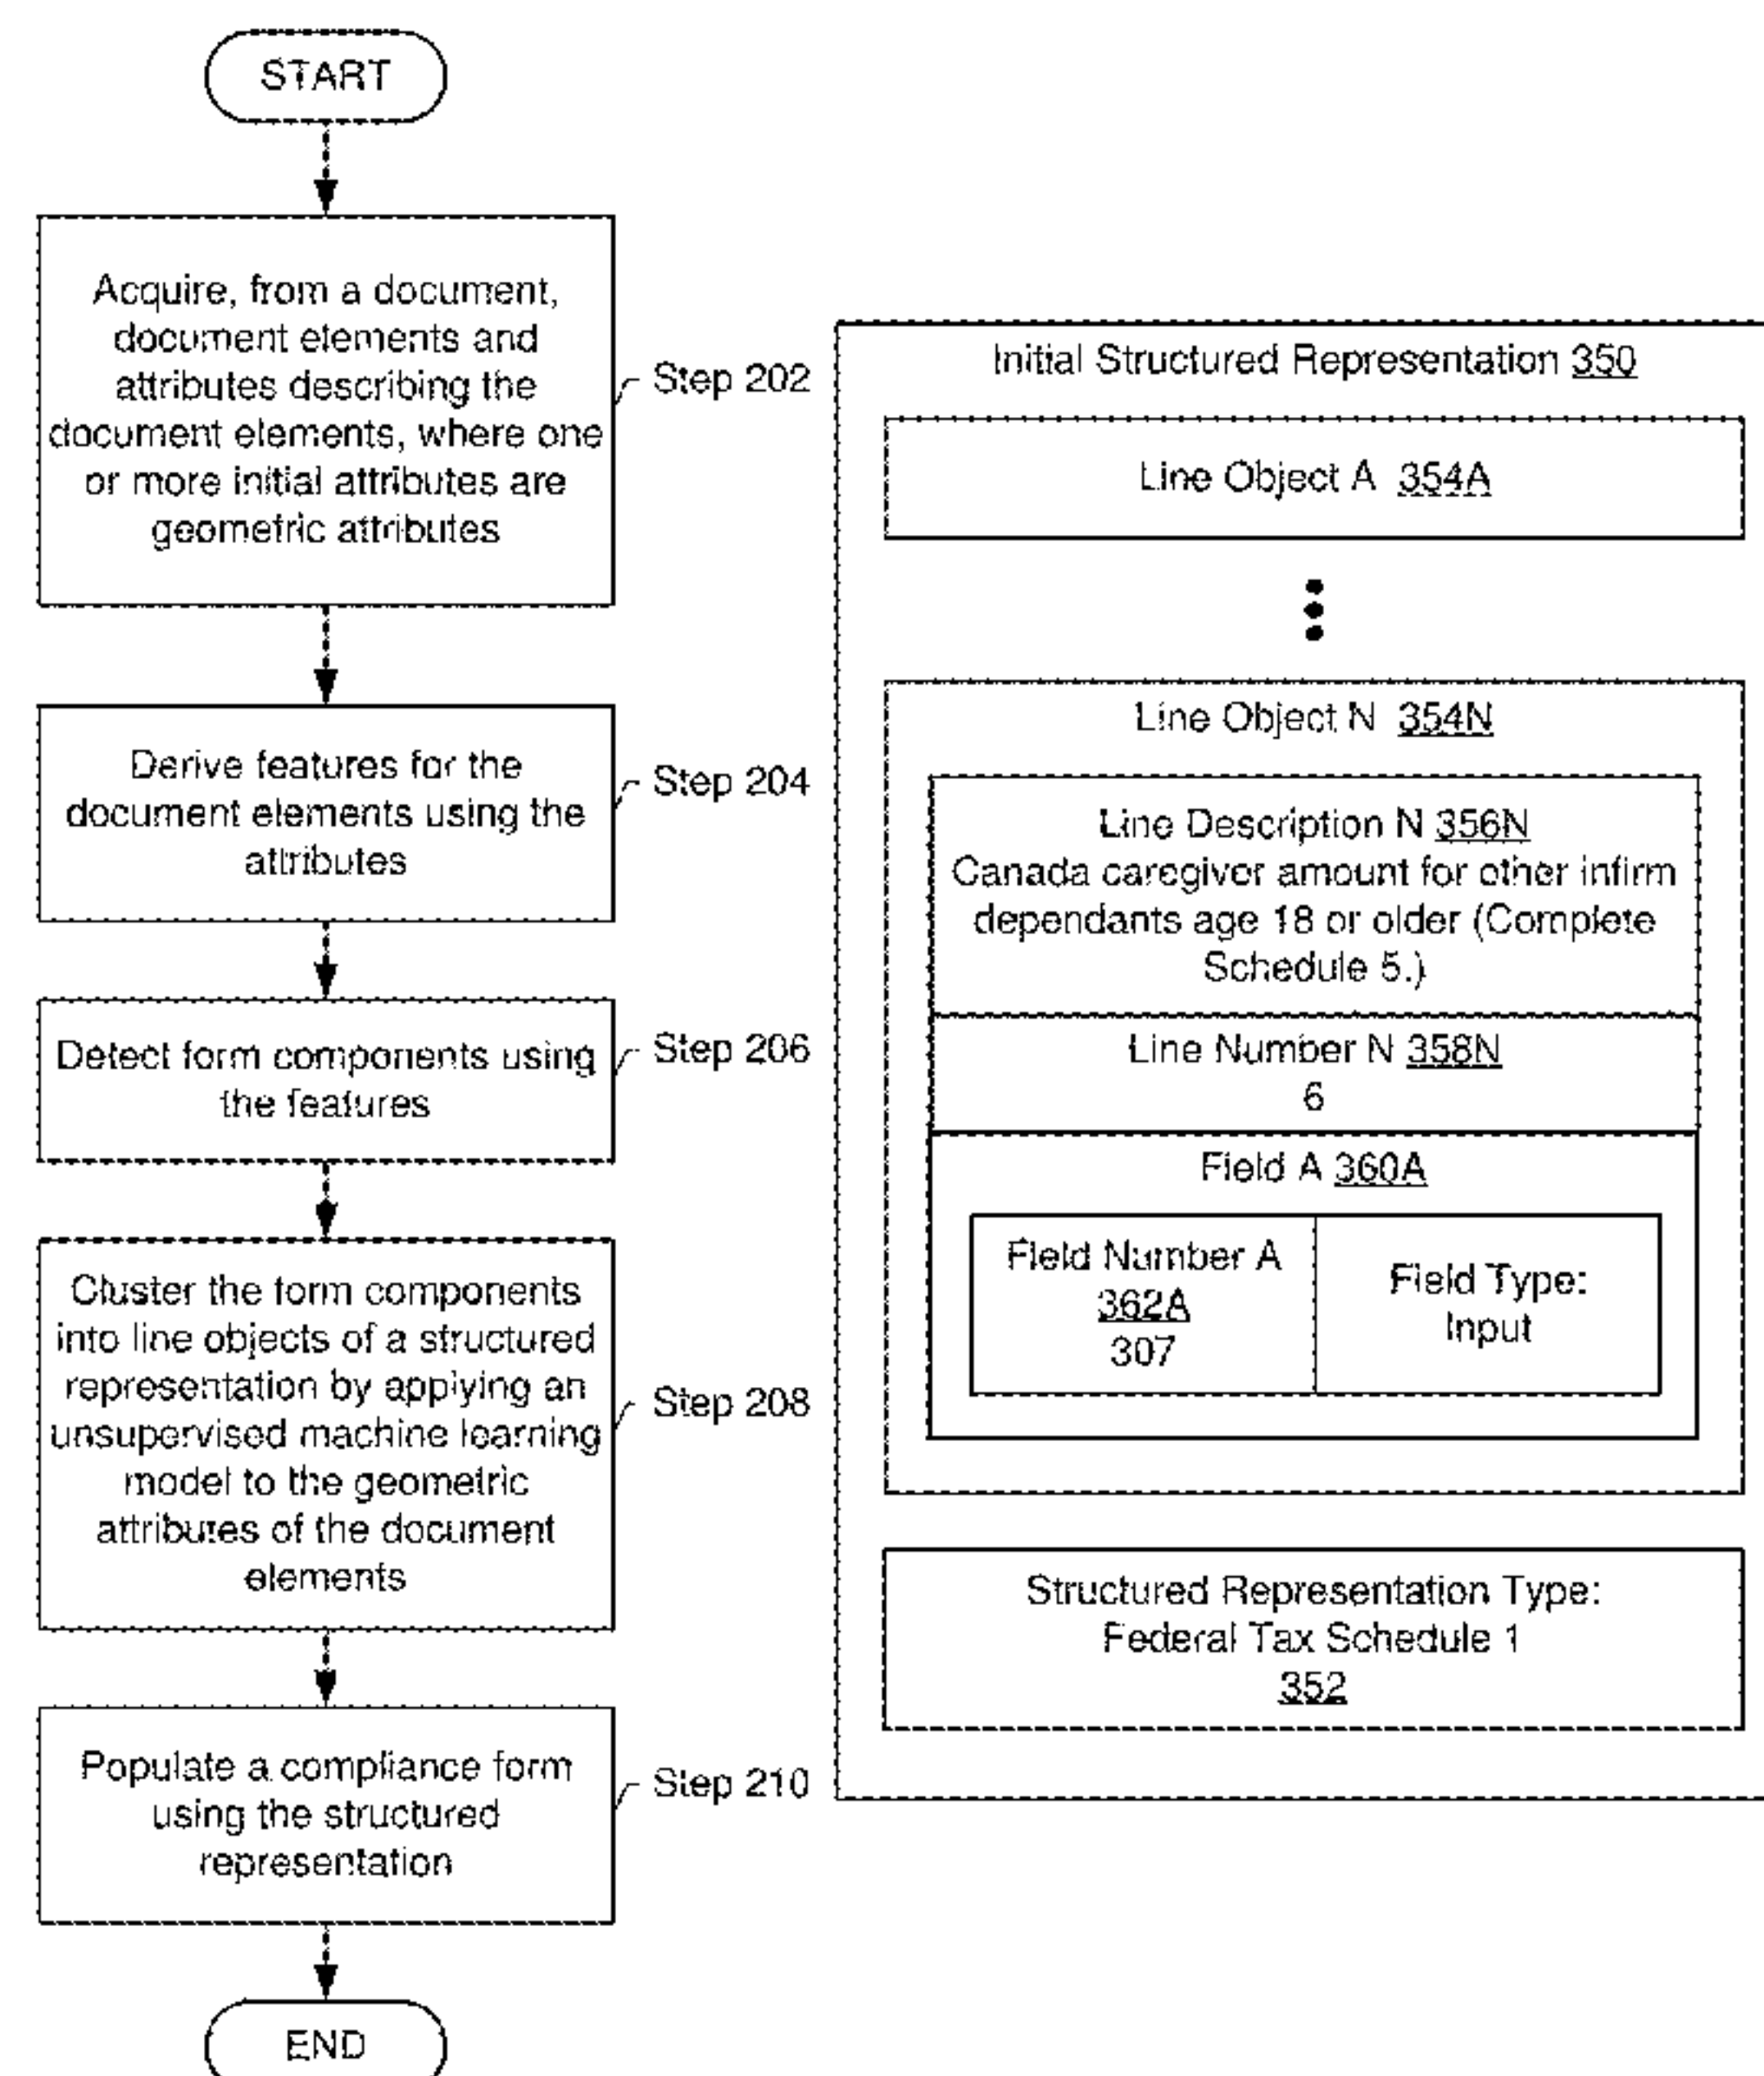 START
Acquire, from a document,
document elements and
attributes describing the
document elements, where one
or more initial attributes are
geometric attributes
Step 202
Derive features for the
document elements using the
attributes
Step 204
Detect form components using
the features
Step 206
Cluster the form components
into line objects of a structured
representation by applying an
unsupervised machine learning
model to the geometric
attributes of the document
elements
Step 208
Populate a compliance form
using the structured
representation
Step 210
END
Initial Structured Representation 350
Line Object A 354A
Line Object N 354N
Line Description N 356N
Canada caregiver amount for other infirm
dependants age 18 or older (Complete
Schedule 5.)
Line Number N 358N
6
Field A 360A
Field Number A
362A
307
Field Type:
Input
Structured Representation Type:
Federal Tax Schedule 1
352